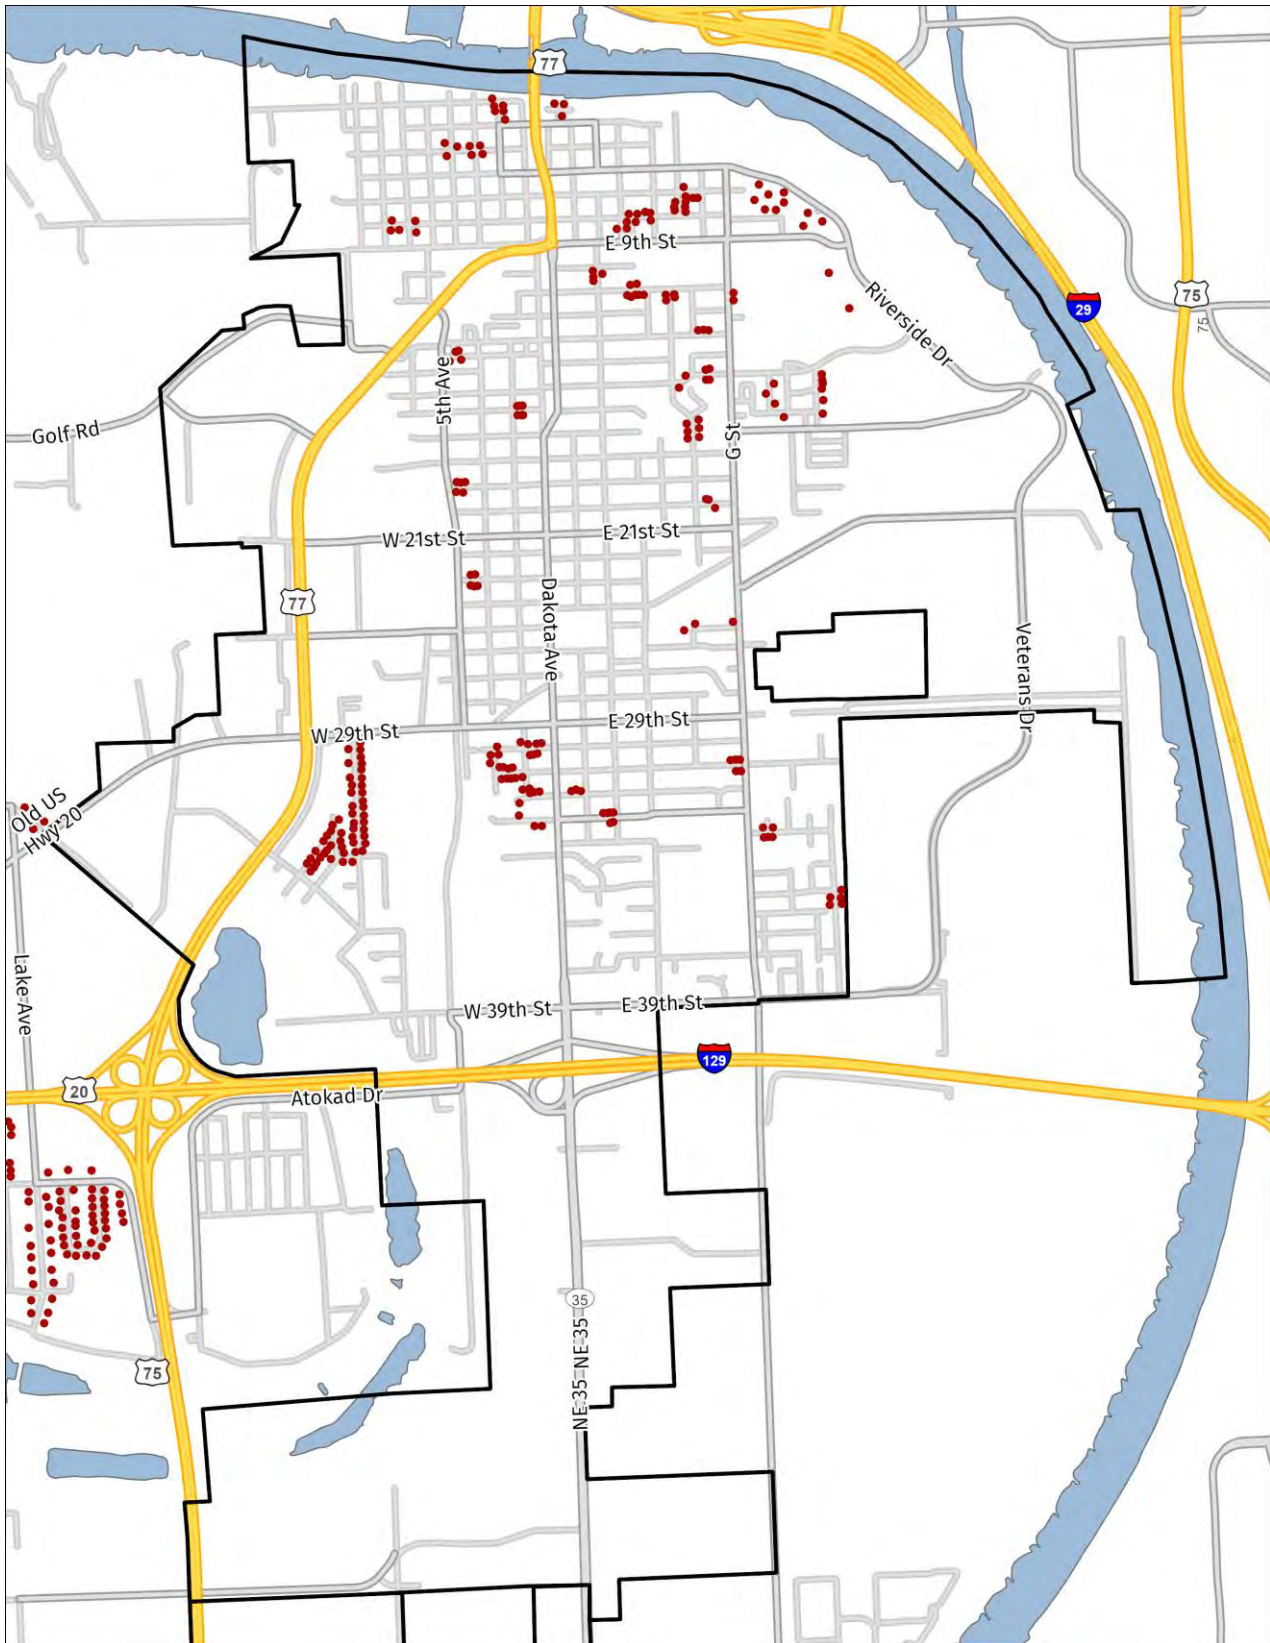 77
E 9th St
Riverside Dr
29
75
75
5th Ave
Golf Rd
G St
W 21st St
E 21st St
77
Dakota Ave
Veterans Dr
E 29th St
W 29th St
Old US
Hwy 20
Lake Ave
W 39th St
E 39th St
129
20
Atokad Dr
35
NE 35 NE 35
75